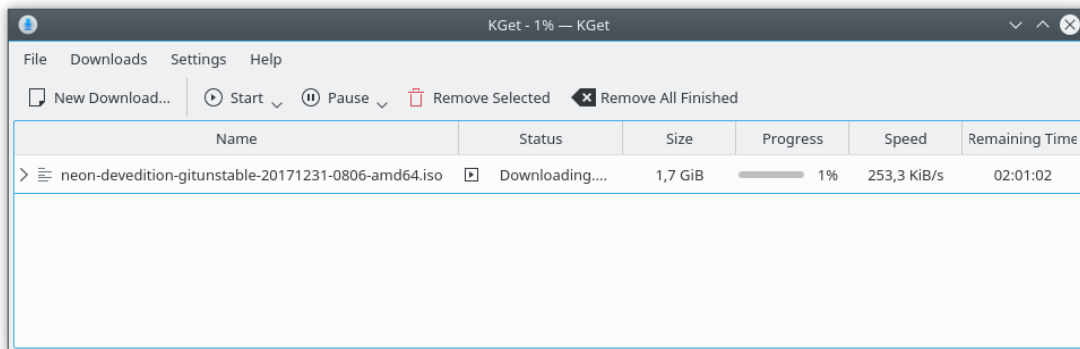 KGet - 1% — KGet
File Downloads Settings Help
New Download... Start Pause Remove Selected Remove All Finished
Name Status Size Progress Speed Remaining Time
neon-devedition-gitunstable-20171231-0806-amd64.iso Downloading.... 1,7 GiB 1% 253,3 KiB/s 02:01:02